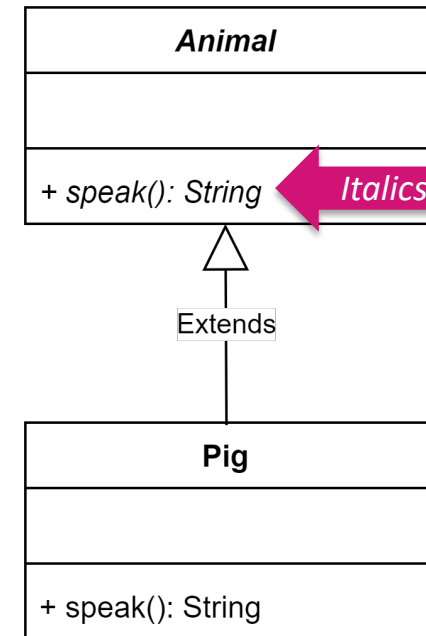 Animal
+ speak(): String
Italics
Extends
Pig
+ speak(): String